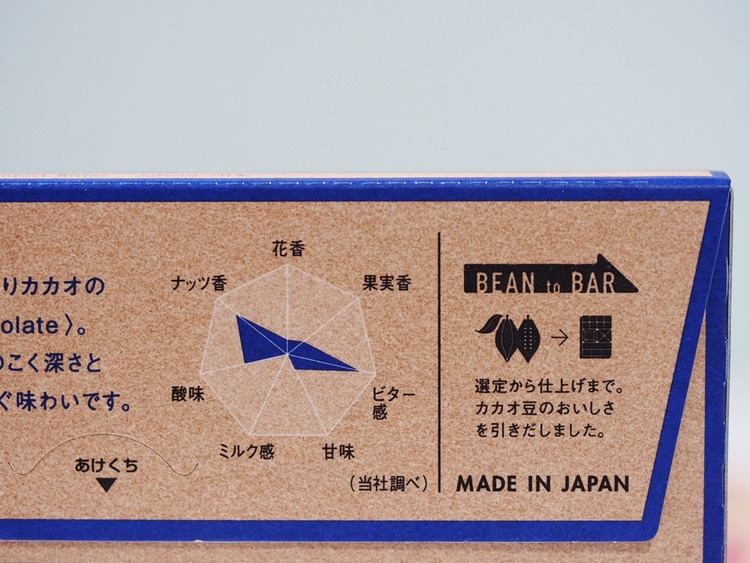 りカカオの
olate〉。
のこく深さと
ぐ味わいです。
あけくち
花香
ナッツ香
果実香
酸味
ビター
感
ミルク感
甘味
(当社調べ)
BEAN to BAR
選定から仕上げまで。
カカオ豆のおいしさ
を引きだしました。
MADE IN JAPAN